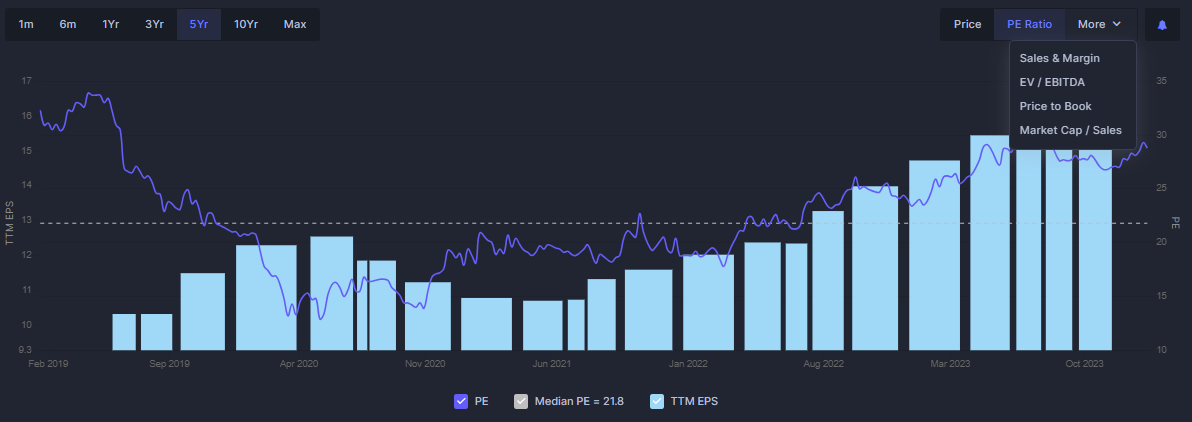 1m 6m 1Yr 3Yr 5Yr 10Yr Max Price PE Ratio More
Sales & Margin
EV / EBITDA
Price to Book
Market Cap / Sales
17 35
16
15 30
14 25
13
12 20
11 15
10
9.3 10
TTM EPS
PE
Feb 2019 Sep 2019 Apr 2020 Nov 2020 Jun 2021 Jan 2022 Aug 2022 Mar 2023 Oct 2023
PE Median PE = 21.8 TTM EPS